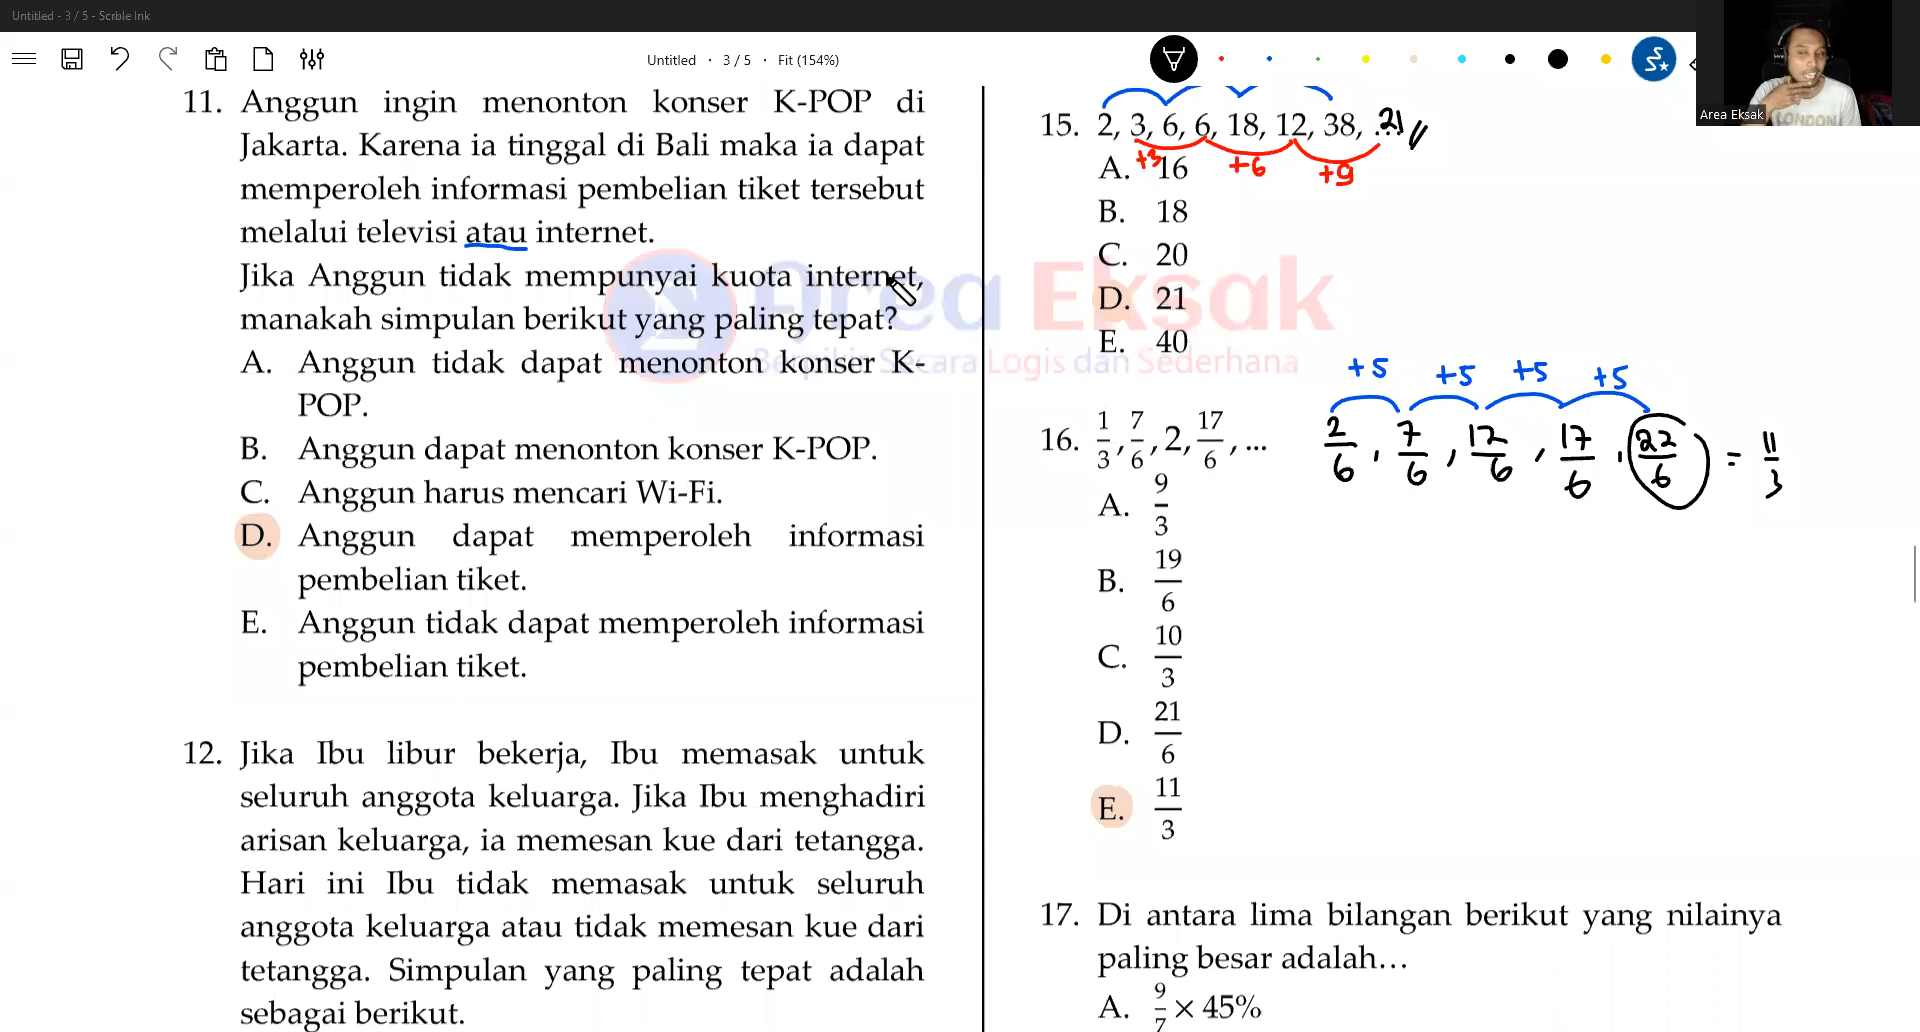 Untitled - 3 / 5 - Scrble Ink
Untitled · 3 / 5 · Fit (154%)
Area Eksak
LONDON
11. Anggun ingin menonton konser K-POP di
Jakarta. Karena ia tinggal di Bali maka ia dapat
memperoleh informasi pembelian tiket tersebut
melalui televisi atau internet.
Jika Anggun tidak mempunyai kuota internet,
manakah simpulan berikut yang paling tepat?
A. Anggun tidak dapat menonton konser K-
POP.
B. Anggun dapat menonton konser K-POP.
C. Anggun harus mencari Wi-Fi.
D. Anggun dapat memperoleh informasi
pembelian tiket.
E. Anggun tidak dapat memperoleh informasi
pembelian tiket.
12. Jika Ibu libur bekerja, Ibu memasak untuk
seluruh anggota keluarga. Jika Ibu menghadiri
arisan keluarga, ia memesan kue dari tetangga.
Hari ini Ibu tidak memasak untuk seluruh
anggota keluarga atau tidak memesan kue dari
tetangga. Simpulan yang paling tepat adalah
sebagai berikut.
Area Eksak
Berpikir Secara Logis dan Sederhana
15. 2, 3, 6, 6, 18, 12, 38, ... 21
+3 +6 +9
A. 16
B. 18
C. 20
D. 21
E. 40
+5 +5 +5 +5
16. 1/3, 7/6, 2, 17/6, ...
2/6, 7/6, 12/6, 17/6, 22/6 = 11/3
A. 9/3
B. 19/6
C. 10/3
D. 21/6
E. 11/3
17. Di antara lima bilangan berikut yang nilainya
paling besar adalah…
A. 9/7 × 45%